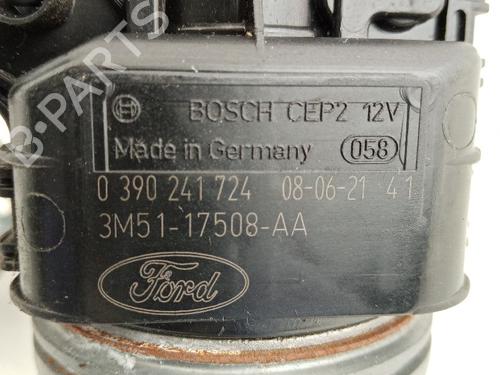 B-PARTS
BOSCH CEP2 12V
Made in Germany 058
0 390 241 724 08-06-21 41
3M51-17508-AA
Ford